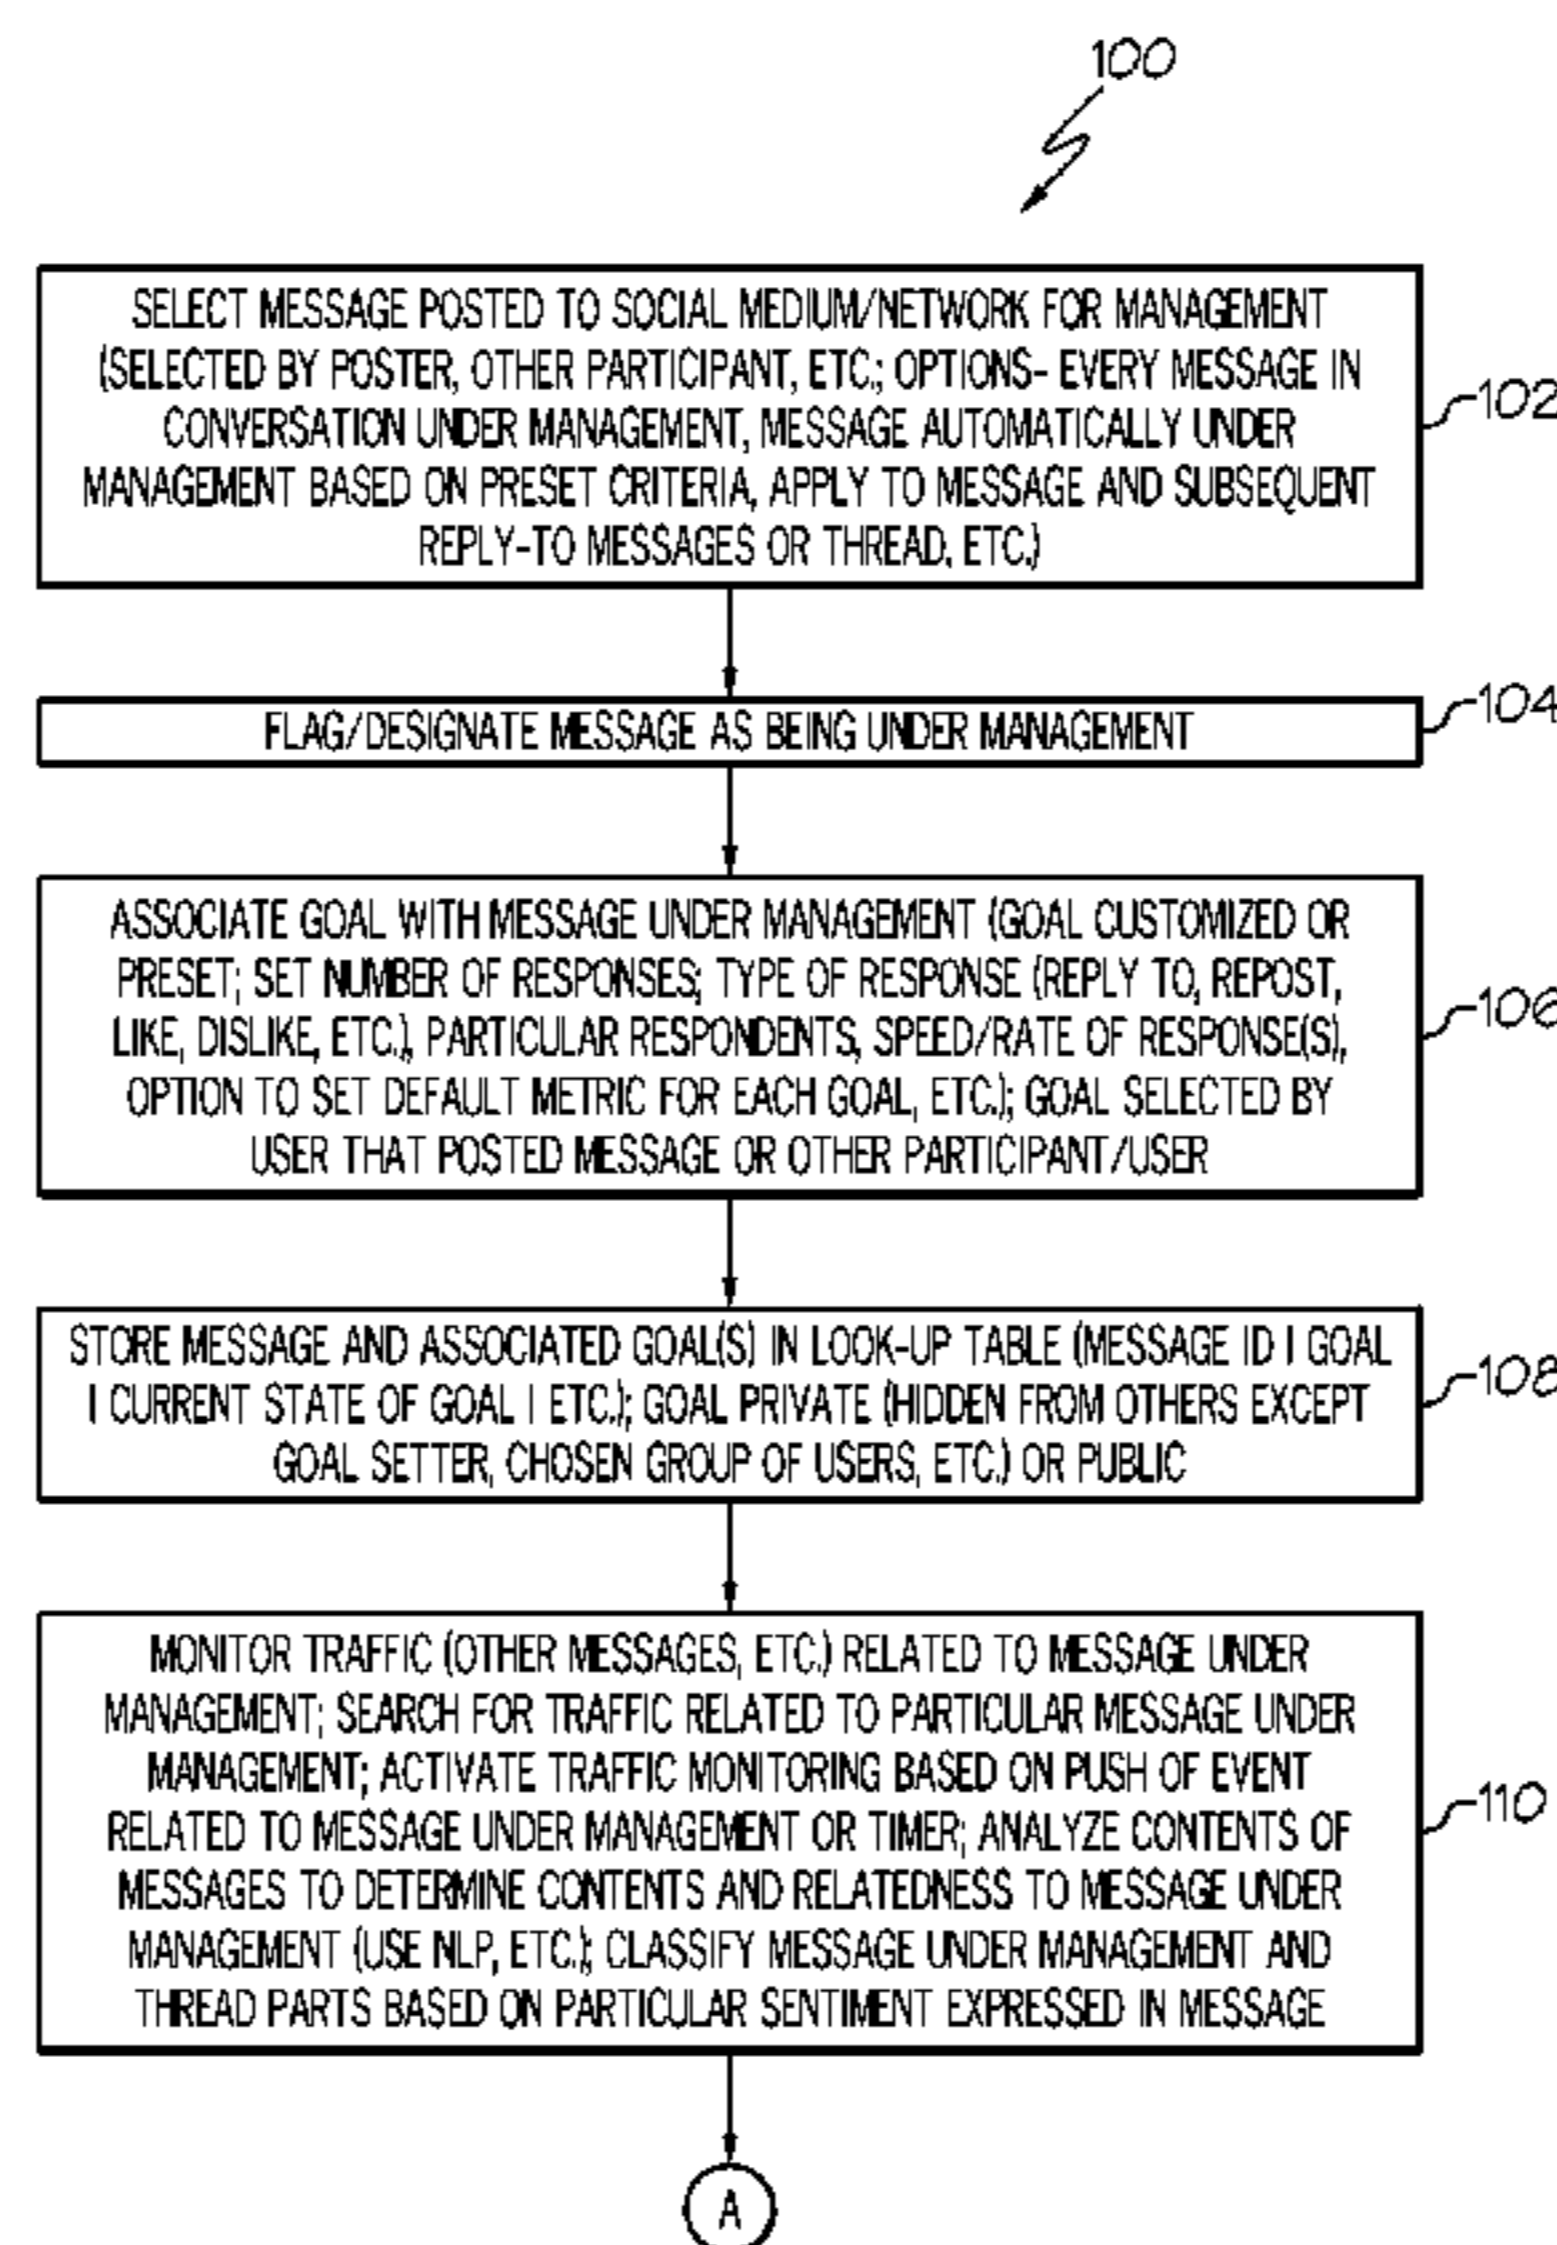 100
SELECT MESSAGE POSTED TO SOCIAL MEDIUM/NETWORK FOR MANAGEMENT
(SELECTED BY POSTER, OTHER PARTICIPANT, ETC.; OPTIONS- EVERY MESSAGE IN
CONVERSATION UNDER MANAGEMENT, MESSAGE AUTOMATICALLY UNDER
MANAGEMENT BASED ON PRESET CRITERIA, APPLY TO MESSAGE AND SUBSEQUENT
REPLY-TO MESSAGES OR THREAD, ETC.)
102
FLAG/DESIGNATE MESSAGE AS BEING UNDER MANAGEMENT
104
ASSOCIATE GOAL WITH MESSAGE UNDER MANAGEMENT (GOAL CUSTOMIZED OR
PRESET; SET NUMBER OF RESPONSES; TYPE OF RESPONSE (REPLY TO, REPOST,
LIKE, DISLIKE, ETC.), PARTICULAR RESPONDENTS, SPEED/RATE OF RESPONSE(S),
OPTION TO SET DEFAULT METRIC FOR EACH GOAL, ETC.); GOAL SELECTED BY
USER THAT POSTED MESSAGE OR OTHER PARTICIPANT/USER
106
STORE MESSAGE AND ASSOCIATED GOAL(S) IN LOOK-UP TABLE (MESSAGE ID I GOAL
I CURRENT STATE OF GOAL I ETC.); GOAL PRIVATE (HIDDEN FROM OTHERS EXCEPT
GOAL SETTER, CHOSEN GROUP OF USERS, ETC.) OR PUBLIC
108
MONITOR TRAFFIC (OTHER MESSAGES, ETC.) RELATED TO MESSAGE UNDER
MANAGEMENT; SEARCH FOR TRAFFIC RELATED TO PARTICULAR MESSAGE UNDER
MANAGEMENT; ACTIVATE TRAFFIC MONITORING BASED ON PUSH OF EVENT
RELATED TO MESSAGE UNDER MANAGEMENT OR TIMER; ANALYZE CONTENTS OF
MESSAGES TO DETERMINE CONTENTS AND RELATEDNESS TO MESSAGE UNDER
MANAGEMENT (USE NLP, ETC.); CLASSIFY MESSAGE UNDER MANAGEMENT AND
THREAD PARTS BASED ON PARTICULAR SENTIMENT EXPRESSED IN MESSAGE
110
A